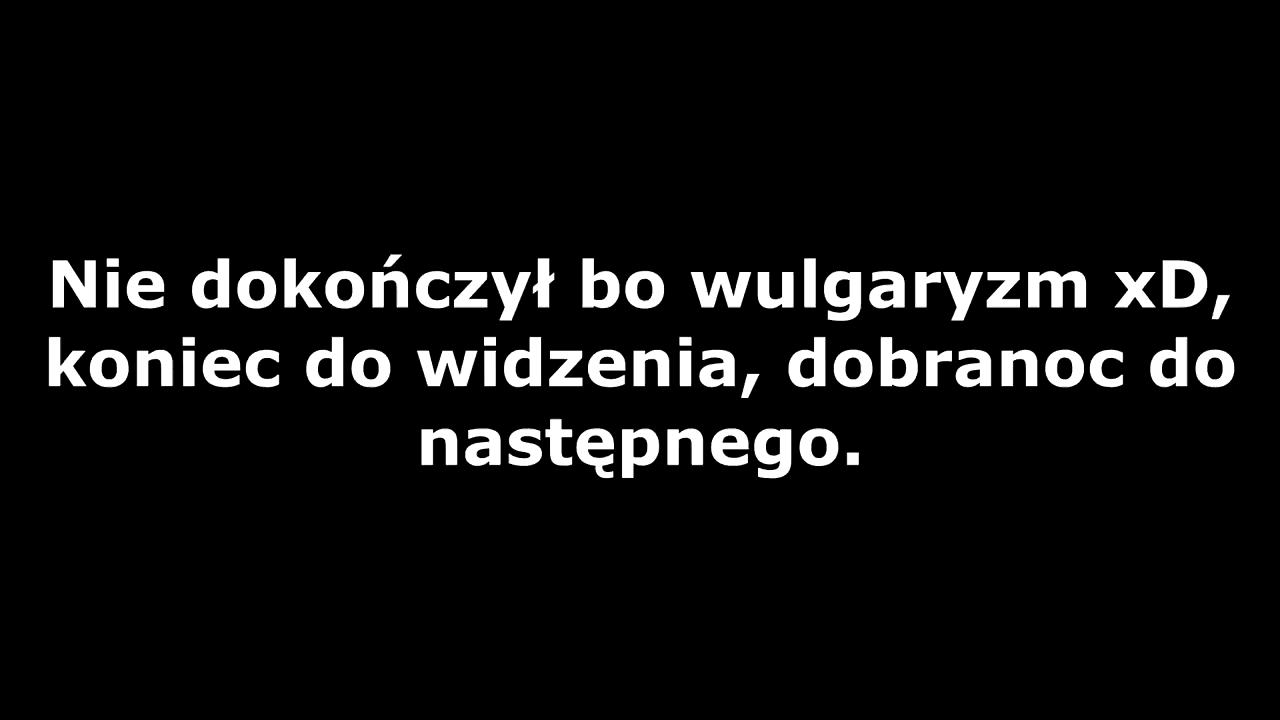 Nie dokończył bo wulgaryzm xD,
koniec do widzenia, dobranoc do
następnego.